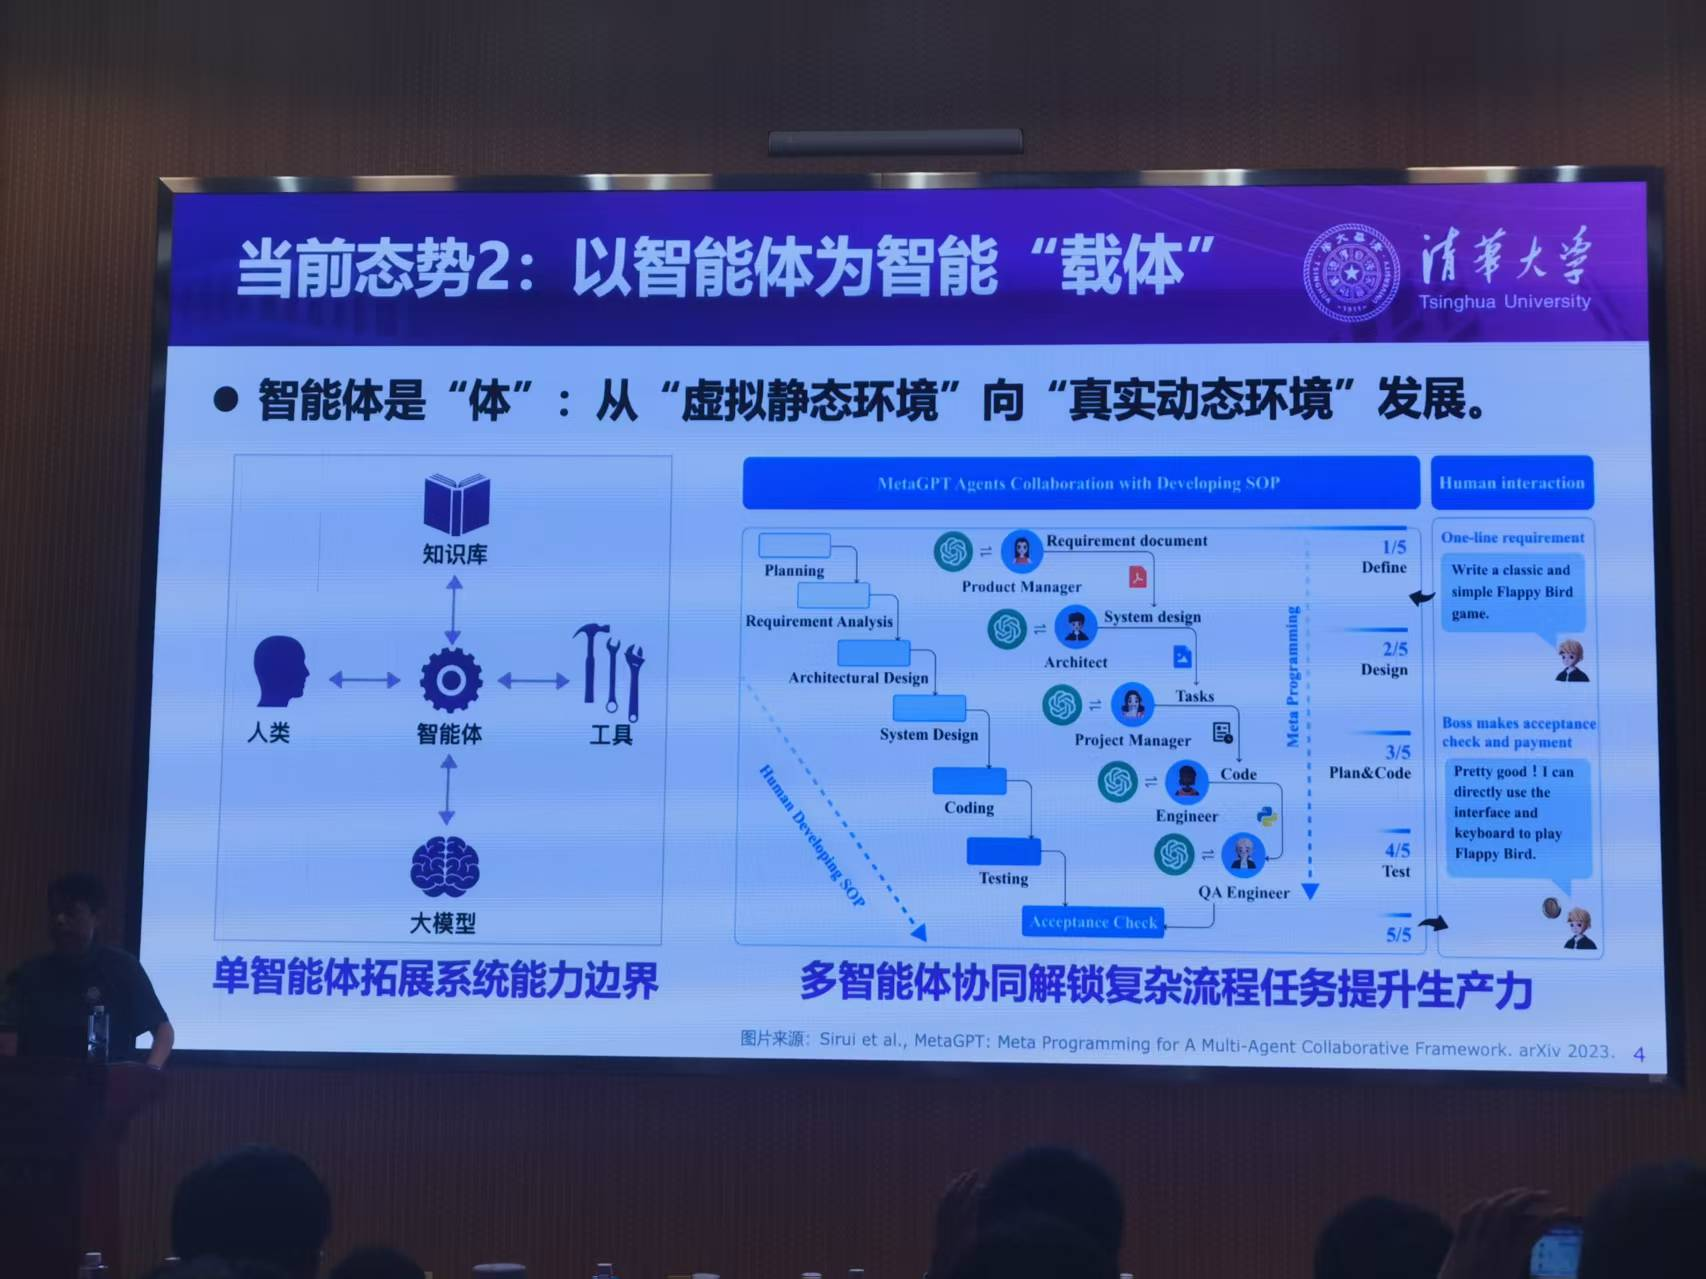 当前态势2：以智能体为智能“载体”
清华大学
Tsinghua University
● 智能体是“体”：从“虚拟静态环境”向“真实动态环境”发展。
知识库
人类
智能体
工具
大模型
单智能体拓展系统能力边界
MetaGPT Agents Collaboration with Developing SOP
Planning
Requirement Analysis
Architectural Design
System Design
Coding
Testing
Acceptance Check
Human Developing SOP
Requirement document
Product Manager
System design
Architect
Tasks
Project Manager
Code
Engineer
QA Engineer
Meta Programming
1/5
Define
2/5
Design
3/5
Plan&Code
4/5
Test
5/5
Human interaction
One-line requirement
Write a classic and
simple Flappy Bird
game.
Boss makes acceptance
check and payment
Pretty good ! I can
directly use the
interface and
keyboard to play
Flappy Bird.
多智能体协同解锁复杂流程任务提升生产力
图片来源：Sirui et al., MetaGPT: Meta Programming for A Multi-Agent Collaborative Framework. arXiv 2023.
4